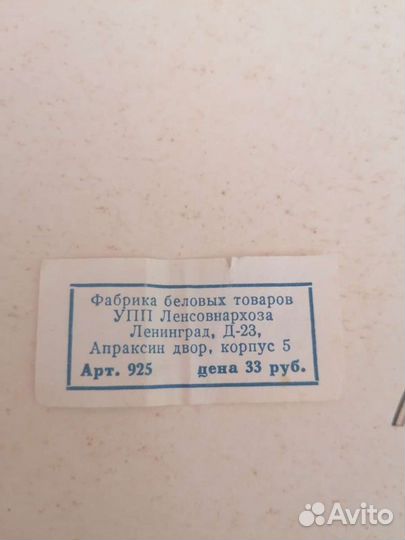 Фабрика беловых товаров
УПП Ленсовнархоза
Ленинград, Д-23,
Апраксин двор, корпус 5
Арт. 925 цена 33 руб.
Avito